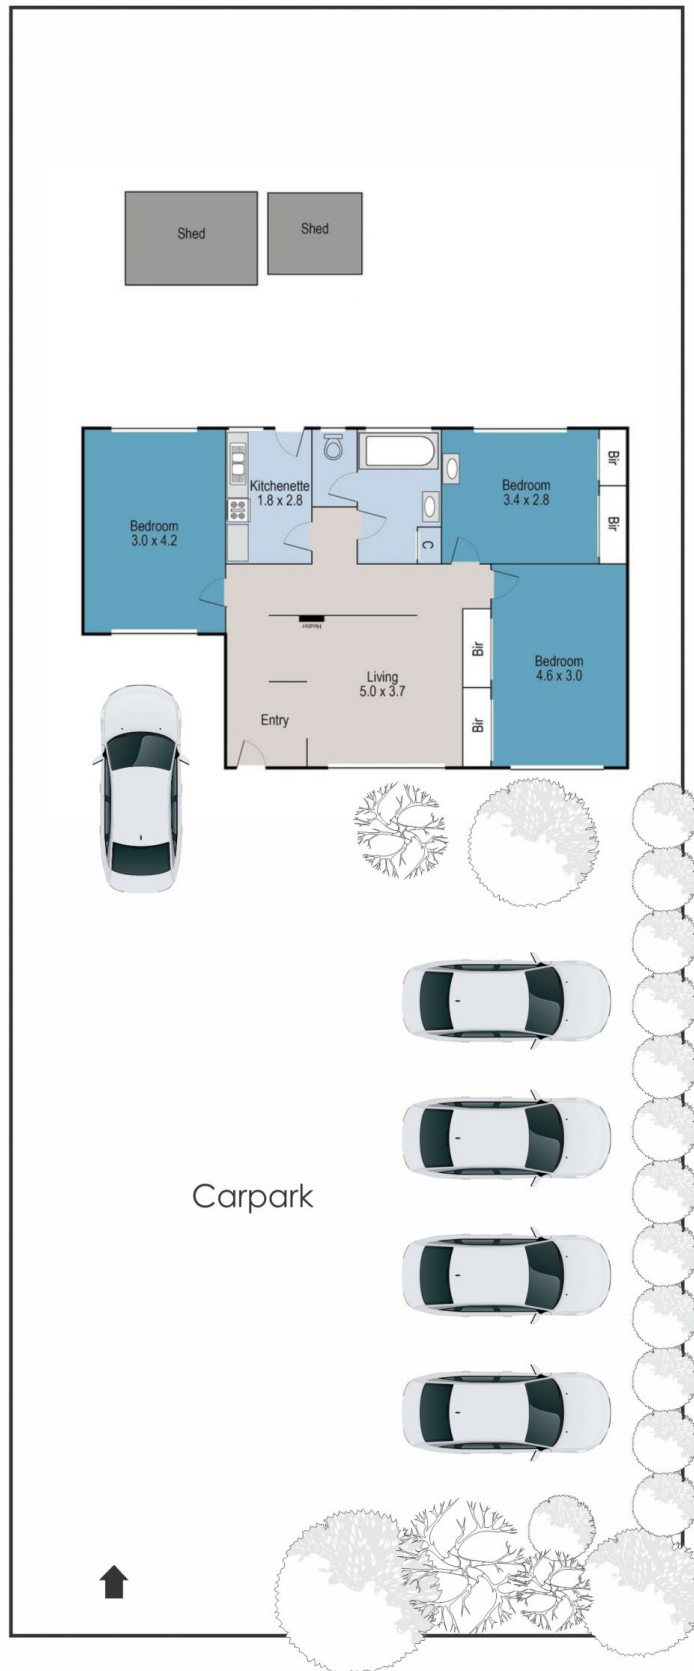 Shed
Shed
Bedroom
3.0 x 4.2
Kitchenette
1.8 x 2.8
C
Bedroom
3.4 x 2.8
Bir
Bir
Heater
Entry
Living
5.0 x 3.7
Bir
Bir
Bedroom
4.6 x 3.0
Carpark